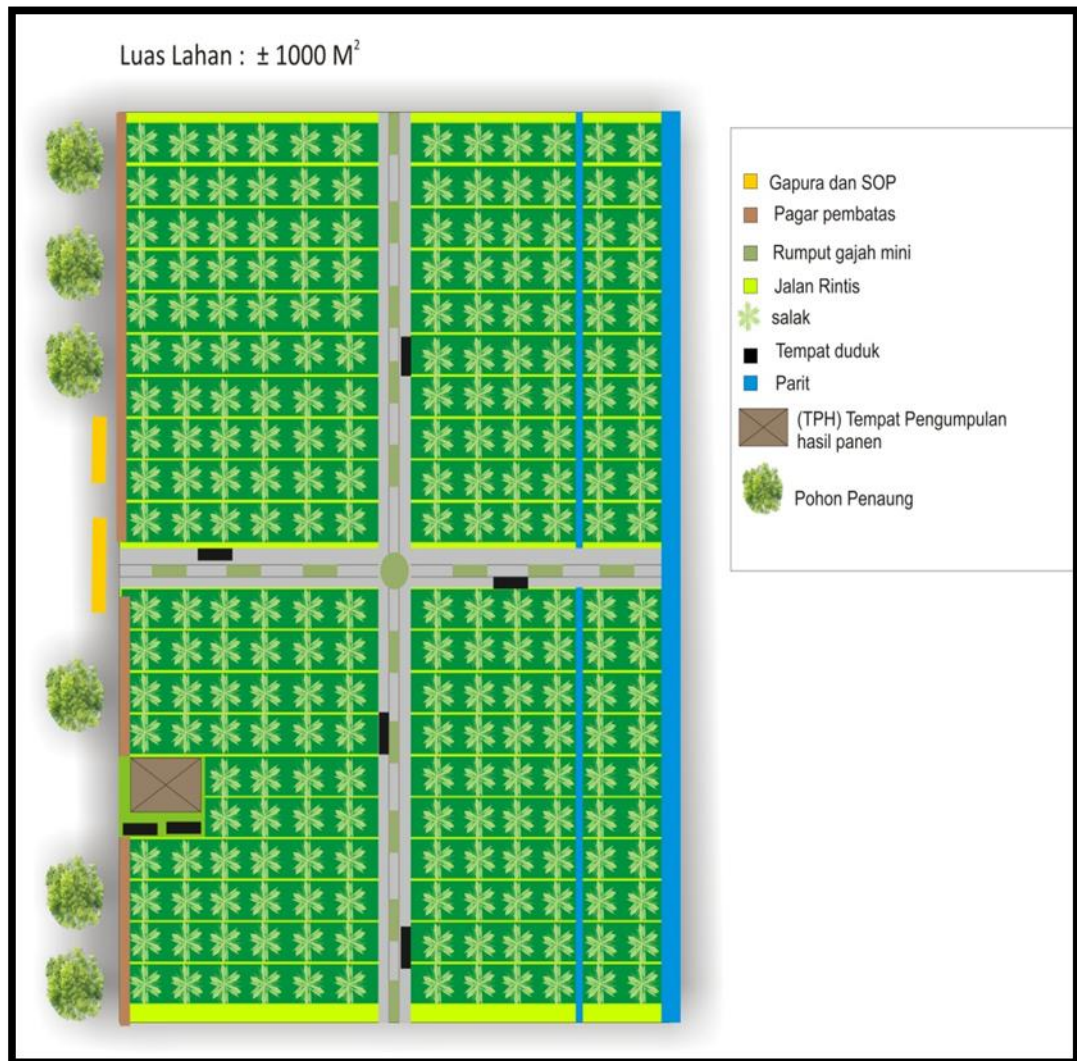 Luas Lahan : ± 1000 M²
Gapura dan SOP
Pagar pembatas
Rumput gajah mini
Jalan Rintis
salak
Tempat duduk
Parit
(TPH) Tempat Pengumpulan
hasil panen
Pohon Penaung